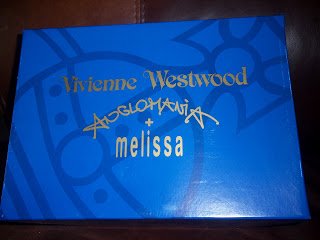 Vivienne Westwood
ANGLOMANIA
+
melissa